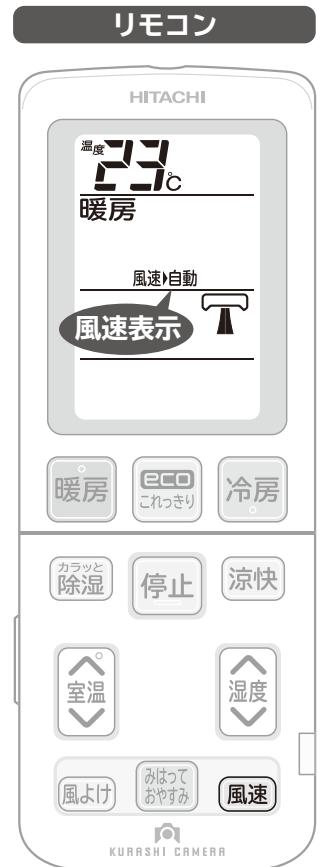 リモコン
HITACHI
温度 23℃
暖房
風速▶自動
風速表示
暖房
eco
これっきり
冷房
カラッと
除湿
停止
涼快
室温
湿度
風よけ
みはって
おやすみ
風速
KURASHI CAMERA